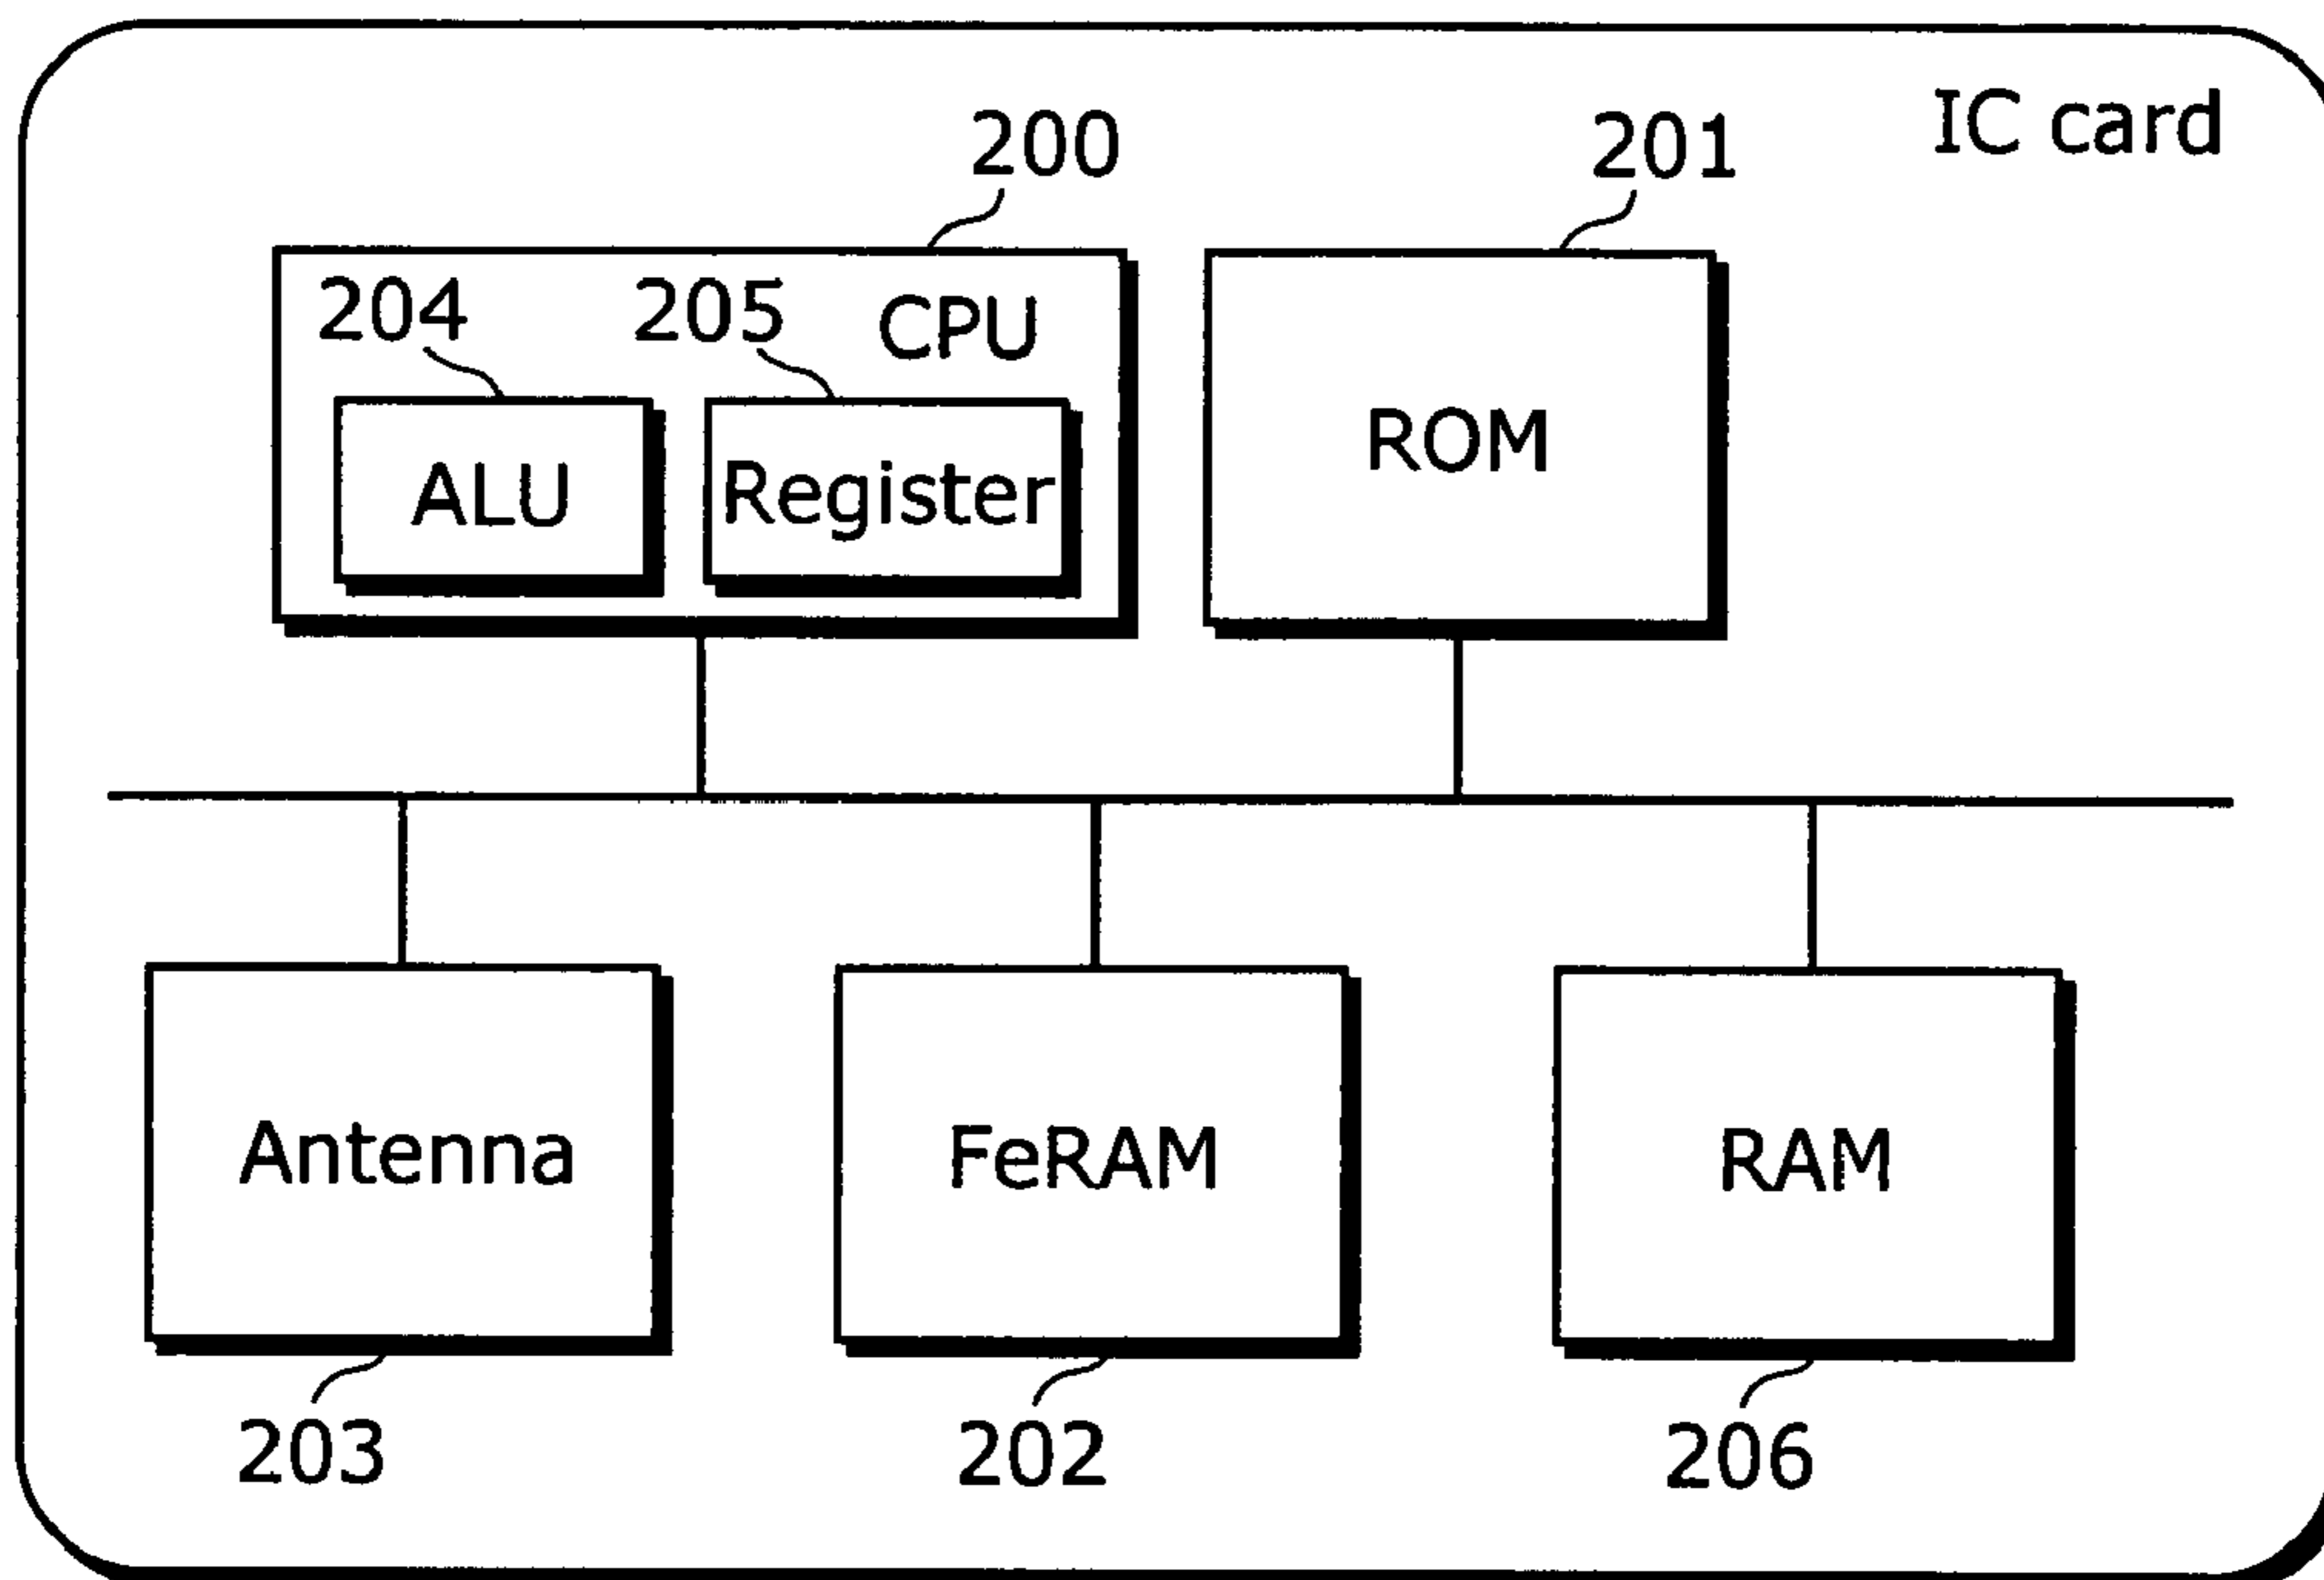 IC card
200
201
204
205
CPU
ROM
ALU
Register
Antenna
FeRAM
RAM
203
202
206